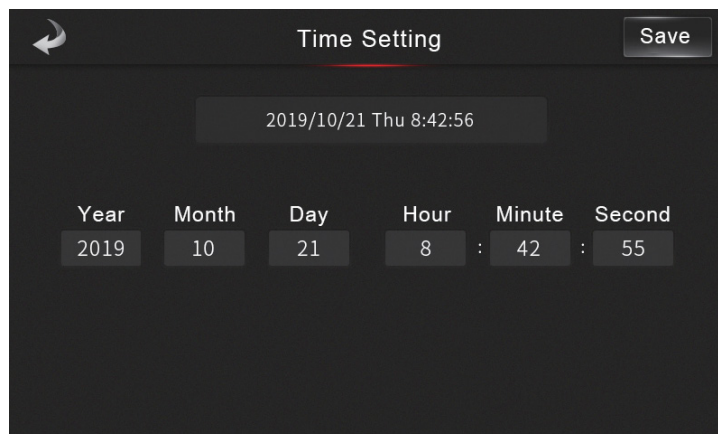 Time Setting Save
2019/10/21 Thu 8:42:56
Year Month Day Hour Minute Second
2019 10 21 8 : 42 : 55